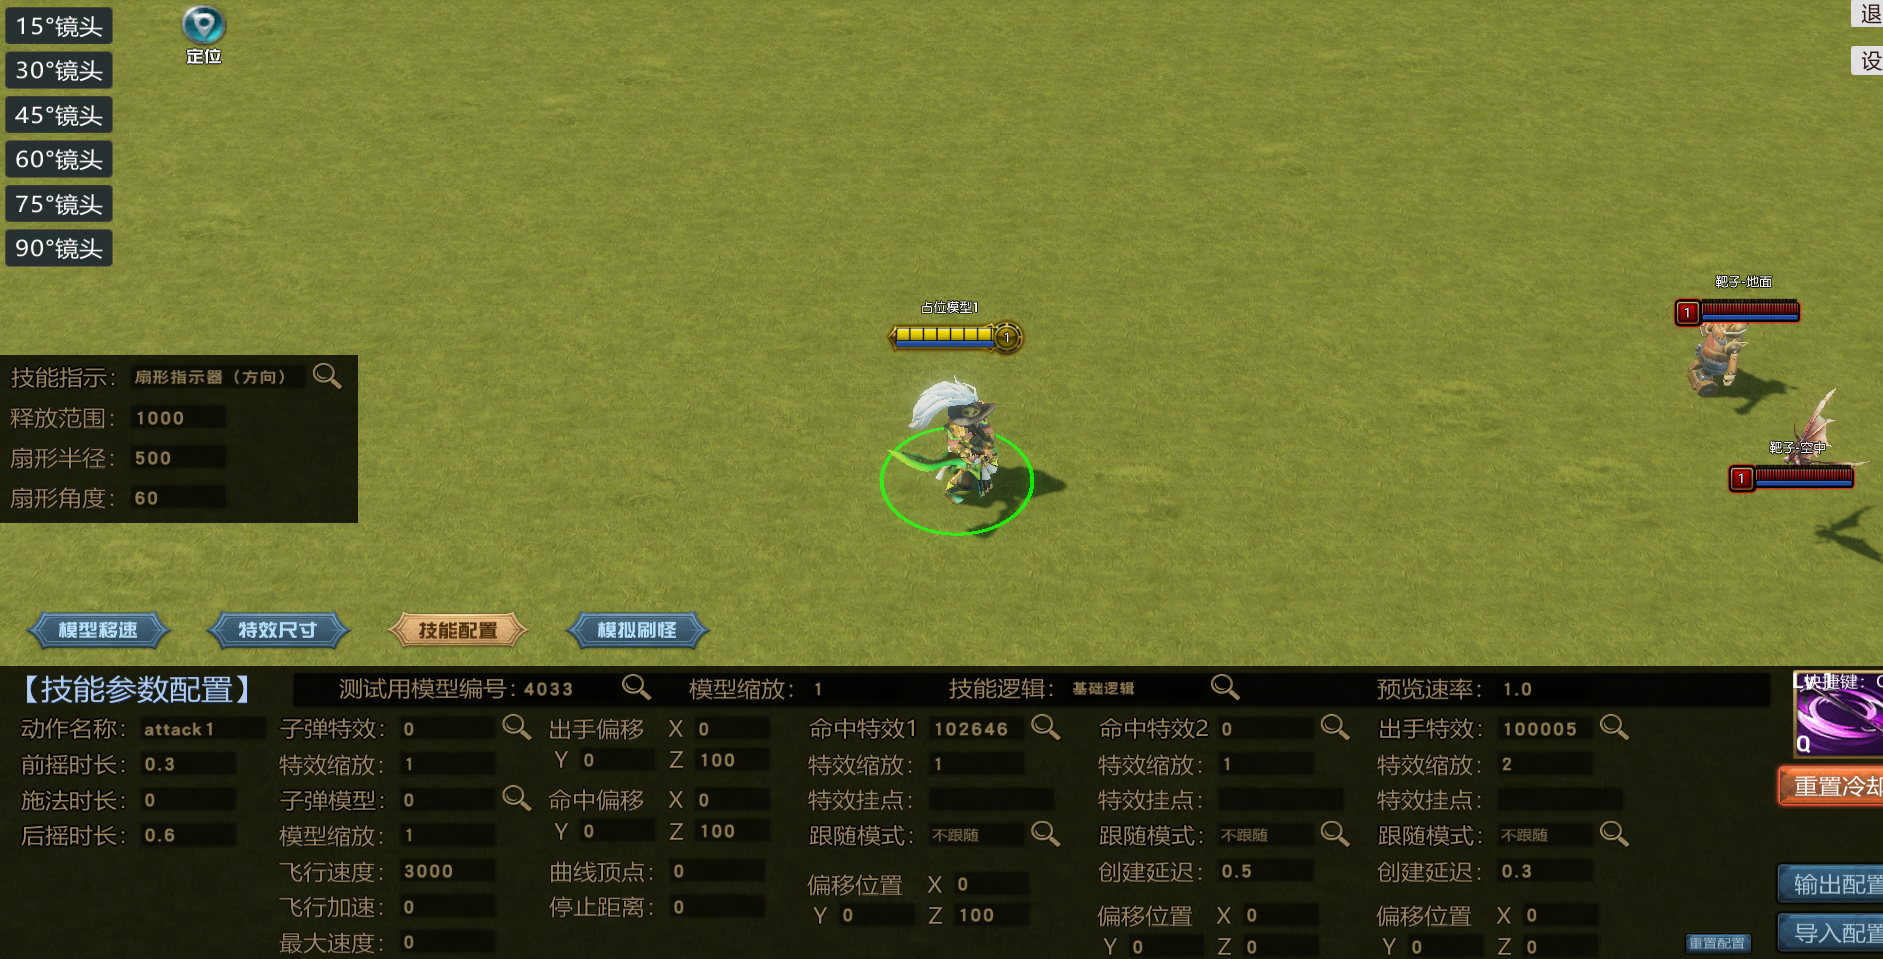 15°镜头
30°镜头
45°镜头
60°镜头
75°镜头
90°镜头
定位
退
设
占位模型1
1
靶子-地面
1
靶子-空中
1
技能指示： 扇形指示器（方向）
释放范围： 1000
扇形半径： 500
扇形角度： 60
模型移速 特效尺寸 技能配置 模拟刷怪
【技能参数配置】 测试用模型编号：4033 模型缩放： 1 技能逻辑： 基础逻辑 预览速率： 1.0
动作名称： attack1 子弹特效： 0 出手偏移 X 0 命中特效1 102646 命中特效2 0 出手特效： 100005
前摇时长： 0.3 特效缩放： 1 Y 0 Z 100 特效缩放： 1 特效缩放： 1 特效缩放： 2
施法时长： 0 子弹模型： 0 命中偏移 X 0 特效挂点： 特效挂点： 特效挂点：
后摇时长： 0.6 模型缩放： 1 Y 0 Z 100 跟随模式： 不跟随 跟随模式： 不跟随 跟随模式： 不跟随
飞行速度： 3000 曲线顶点： 0 偏移位置 X 0 创建延迟： 0.5 创建延迟： 0.3
飞行加速： 0 停止距离： 0 Y 0 Z 100 偏移位置 X 0 偏移位置 X 0
最大速度： 0 Y 0 Z 0 Y 0 Z 0
Lv.1
快捷键：
Q
重置冷却
输出配置
重置配置
导入配置